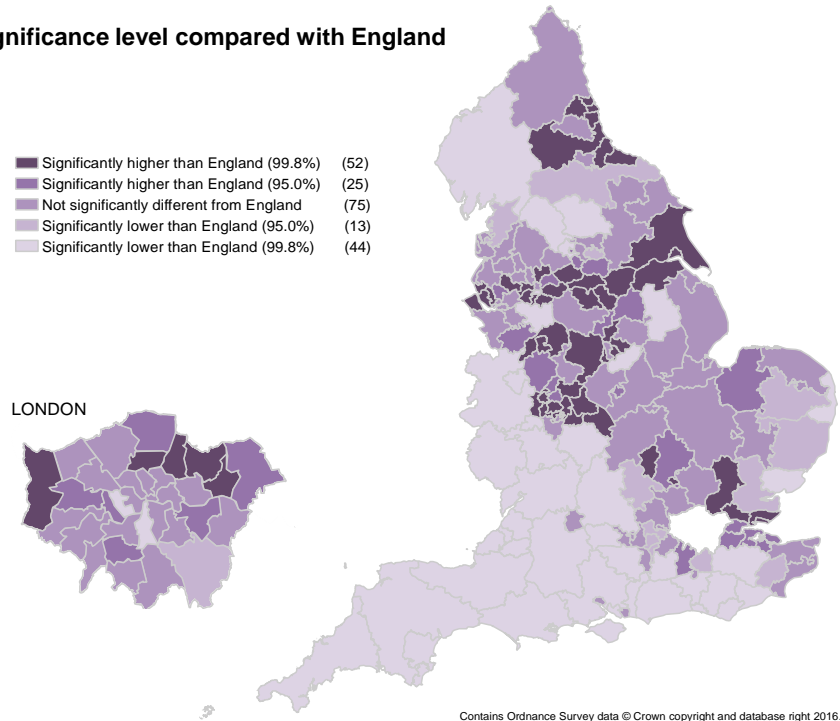 gnificance level compared with England
Significantly higher than England (99.8%) (52)
Significantly higher than England (95.0%) (25)
Not significantly different from England (75)
Significantly lower than England (95.0%) (13)
Significantly lower than England (99.8%) (44)
LONDON
Contains Ordnance Survey data © Crown copyright and database right 2016